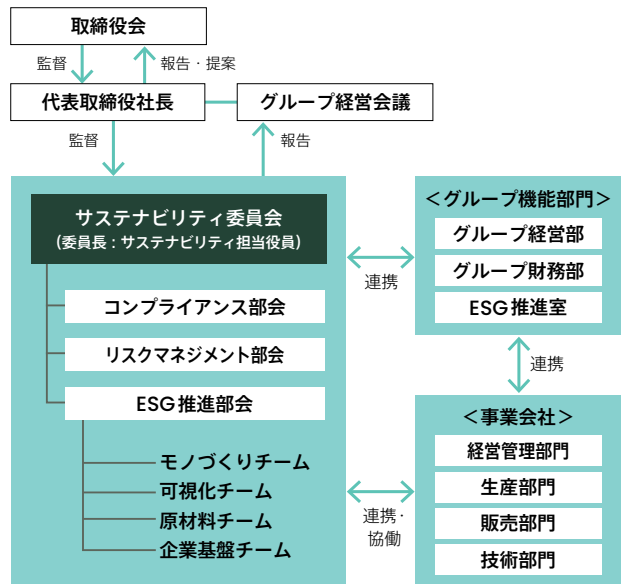 取締役会
監督
報告・提案
代表取締役社長
グループ経営会議
監督
報告
サステナビリティ委員会
(委員長:サステナビリティ担当役員)
コンプライアンス部会
リスクマネジメント部会
ESG推進部会
モノづくりチーム
可視化チーム
原材料チーム
企業基盤チーム
連携
<グループ機能部門>
グループ経営部
グループ財務部
ESG推進室
連携
連携・
協働
<事業会社>
経営管理部門
生産部門
販売部門
技術部門